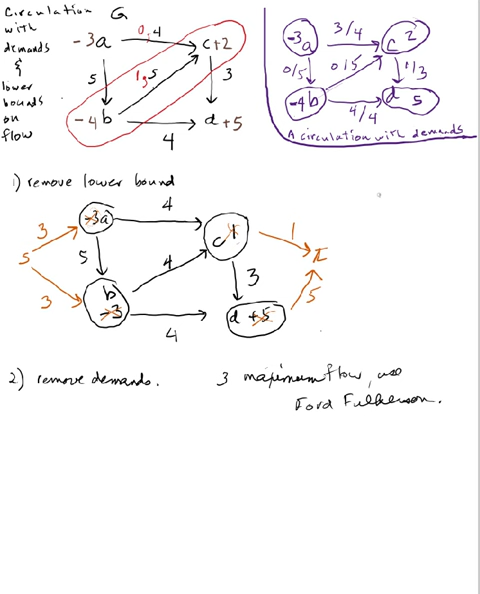 Circulation
with
demands
&
lower
bounds
on
flow
G
-3a
0,4
c+2
5
1,5
3
-4b
4
d+5
-3a
3/4
c 2
0/5
0/5
1/3
-4b
4/4
d 5
A circulation with demands
1) remove lower bound
-3a
4
c 1
1
3
s
5
4
3
t
3
b
-3
4
d +5
5
2) remove demands.
3 maximum flow, use
Ford Fulkerson.